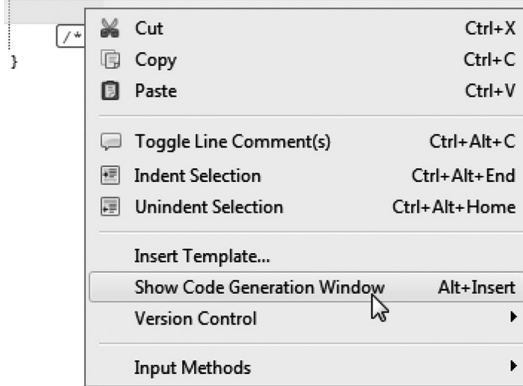 /*
}
Cut Ctrl+X
Copy Ctrl+C
Paste Ctrl+V
Toggle Line Comment(s) Ctrl+Alt+C
Indent Selection Ctrl+Alt+End
Unindent Selection Ctrl+Alt+Home
Insert Template...
Show Code Generation Window Alt+Insert
Version Control
Input Methods